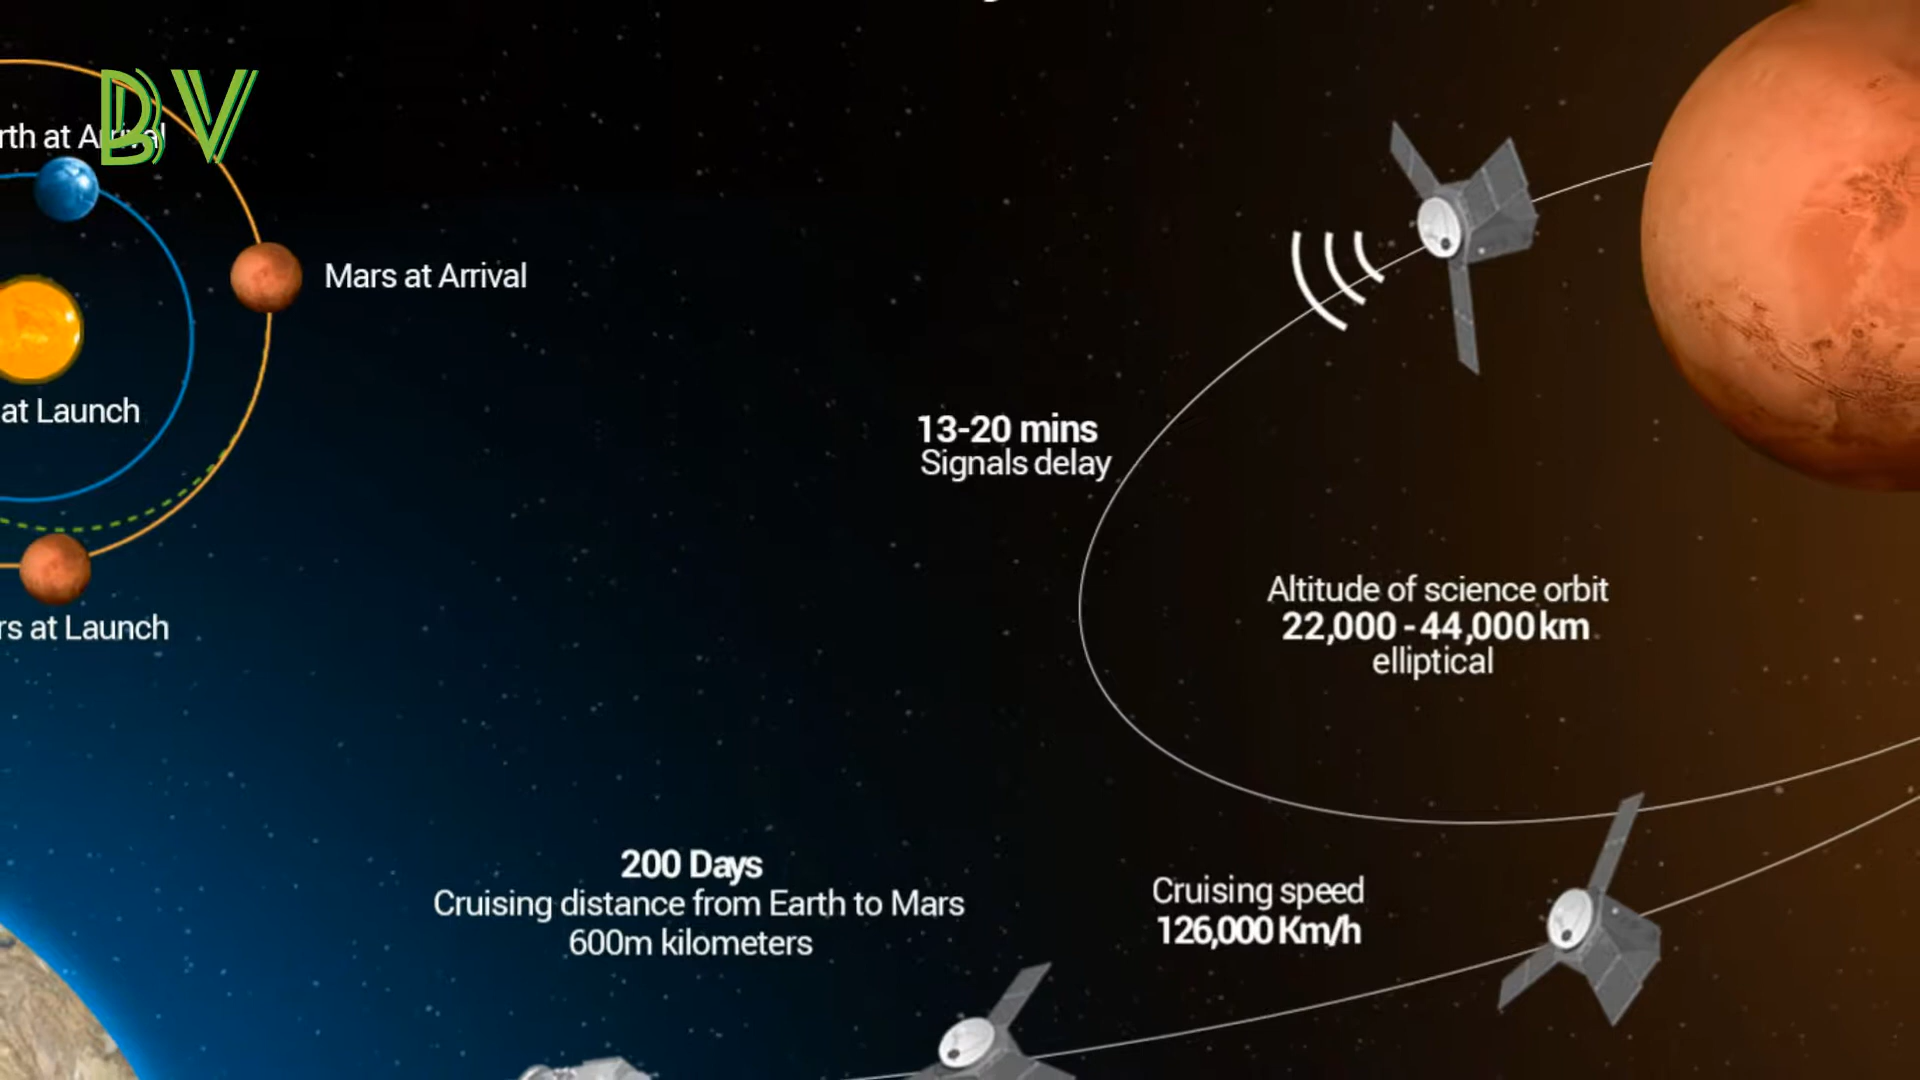 BV
rth at Arrival
Mars at Arrival
at Launch
rs at Launch
13-20 mins
Signals delay
Altitude of science orbit
22,000 - 44,000 km
elliptical
200 Days
Cruising distance from Earth to Mars
600m kilometers
Cruising speed
126,000 Km/h